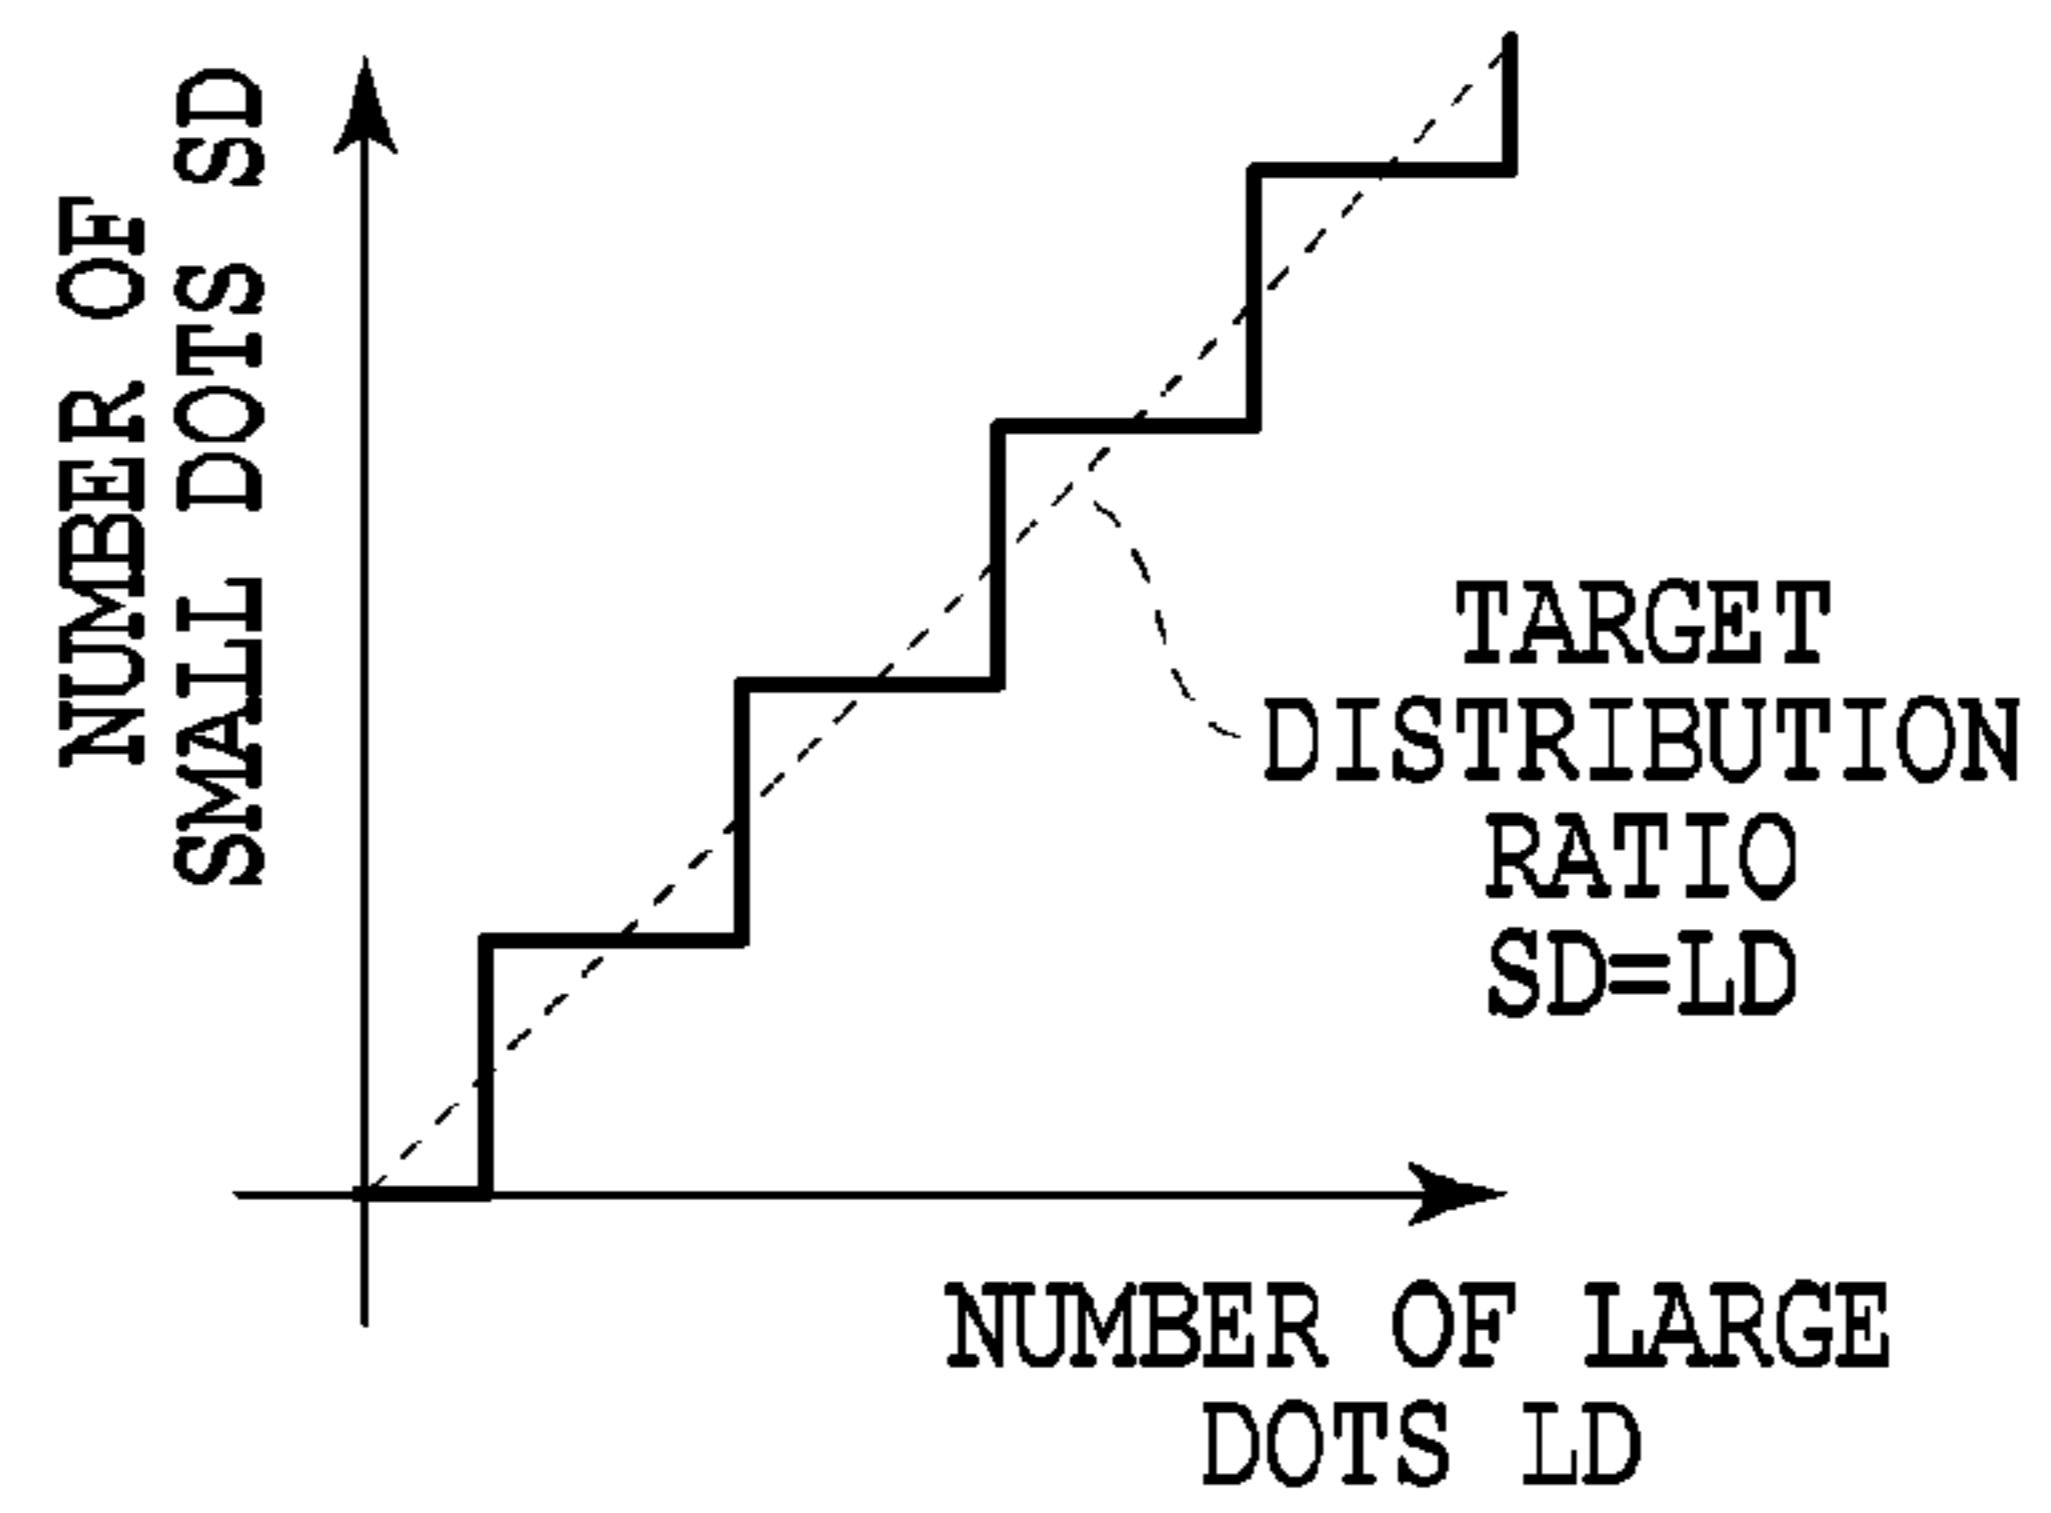 NUMBER OF
SMALL DOTS SD
TARGET
DISTRIBUTION
RATIO
SD=LD
NUMBER OF LARGE
DOTS LD